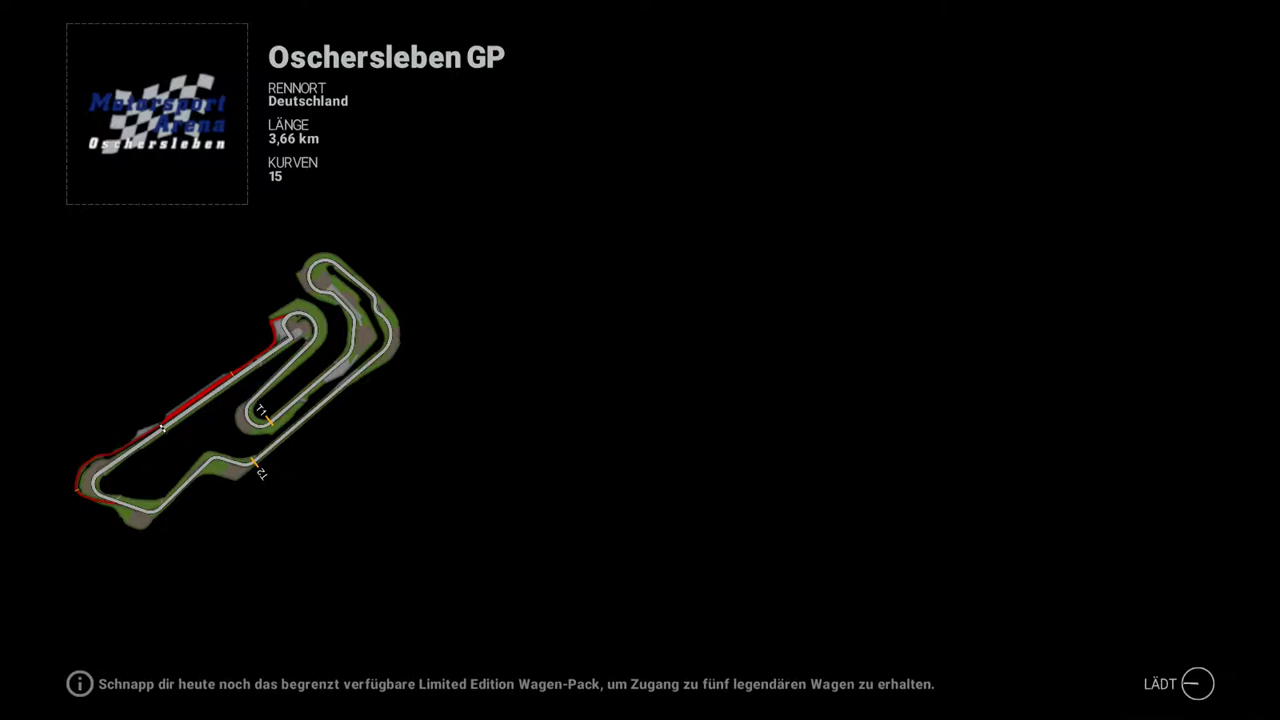 Motorsport
Arena
Oschersleben
Oschersleben GP
RENNORT
Deutschland
LÄNGE
3,66 km
KURVEN
15
T1
T2
Schnapp dir heute noch das begrenzt verfügbare Limited Edition Wagen-Pack, um Zugang zu fünf legendären Wagen zu erhalten.
LÄDT